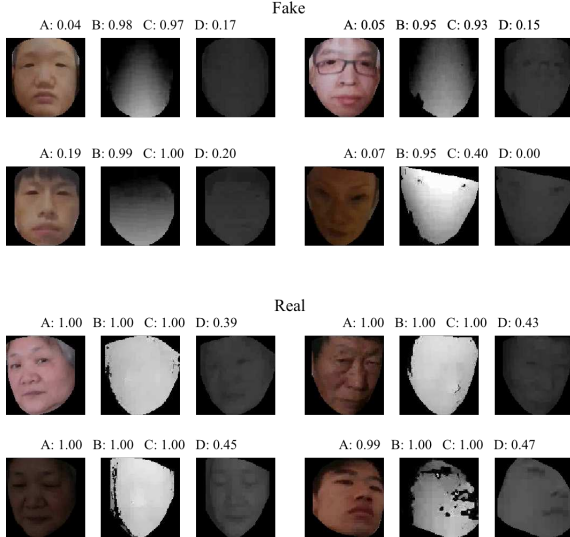 Fake
A: 0.04 B: 0.98 C: 0.97 D: 0.17
A: 0.05 B: 0.95 C: 0.93 D: 0.15
A: 0.19 B: 0.99 C: 1.00 D: 0.20
A: 0.07 B: 0.95 C: 0.40 D: 0.00
Real
A: 1.00 B: 1.00 C: 1.00 D: 0.39
A: 1.00 B: 1.00 C: 1.00 D: 0.43
A: 1.00 B: 1.00 C: 1.00 D: 0.45
A: 0.99 B: 1.00 C: 1.00 D: 0.47